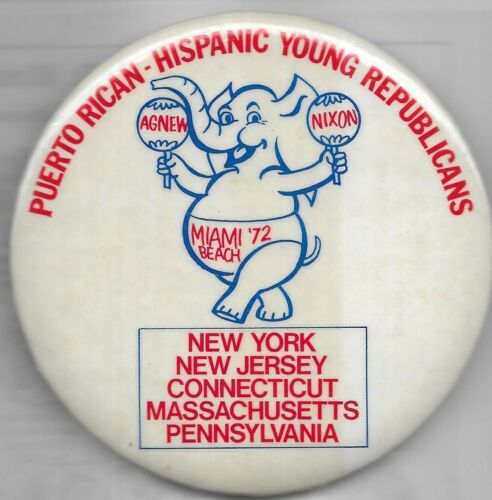 PUERTO RICAN-HISPANIC YOUNG REPUBLICANS
AGNEW
NIXON
MIAMI '72
BEACH
NEW YORK
NEW JERSEY
CONNECTICUT
MASSACHUSETTS
PENNSYLVANIA